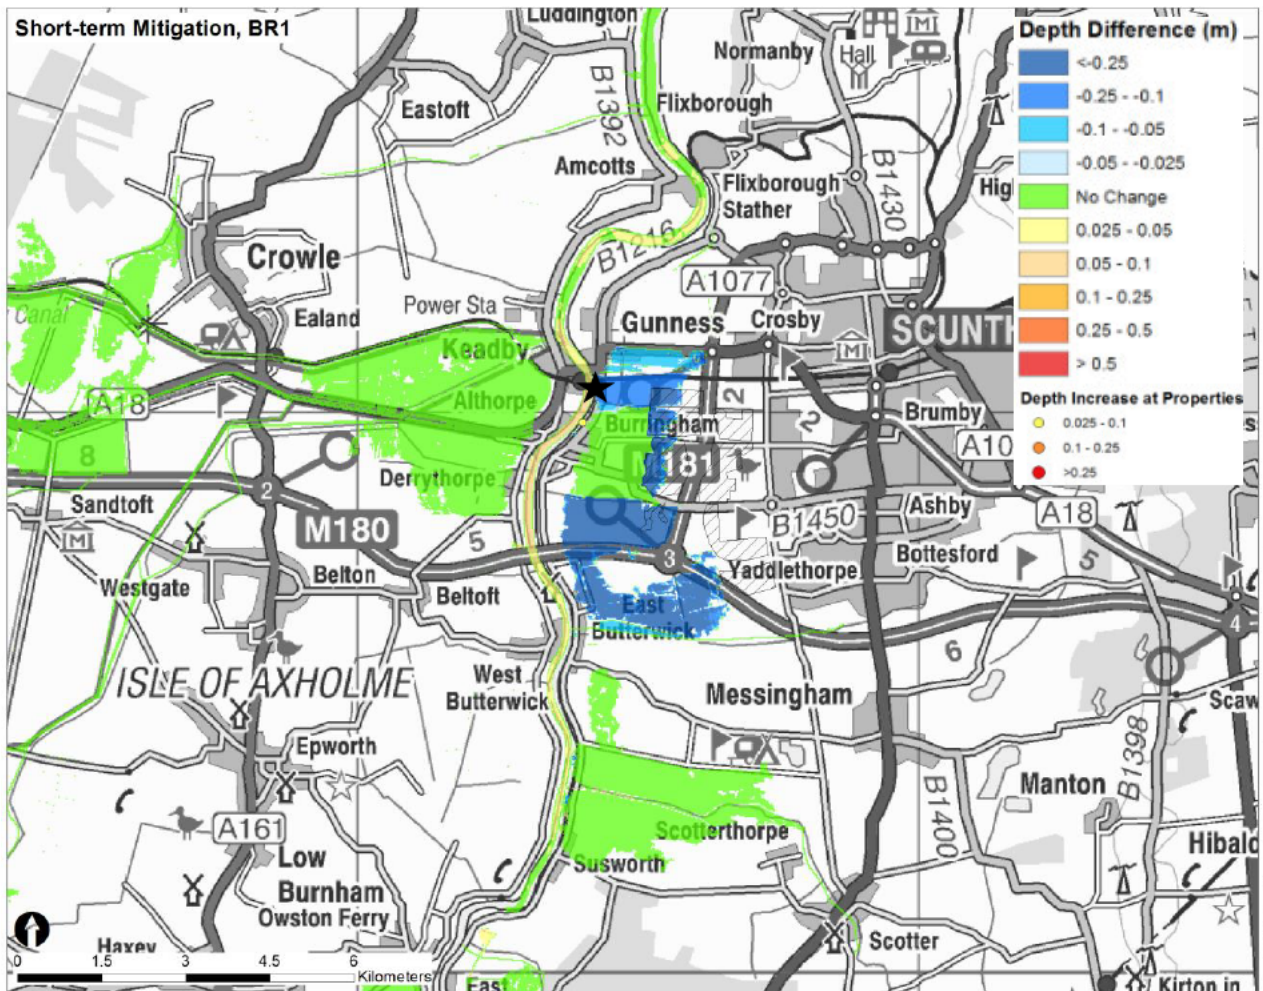 Short-term Mitigation, BR1
Luddington
Normanby
Hall
Eastoft
B1392
Flixborough
Amcotts
B1430
Flixborough
Stather
B1216
Crowle
A1077
Power Sta
Canal
Ealand
Gunness
Crosby
Keadby
A18
Althorpe
2
2
Brumby
Burringham
8
M181
Derrythorpe
Sandtoft
2
M180
5
B1450
Ashby
A18
Westgate
Belton
Beltoft
3
Yaddlethorpe
Bottesford
5
East
Butterwick
4
6
ISLE OF AXHOLME
West
Butterwick
Messingham
Epworth
Manton
B1398
B1400
A161
Scotterthorpe
Low
Burnham
Susworth
Owston Ferry
Haxey
Scotter
0 1.5 3 4.5 6
Kilometers
East
Kirton in
Depth Difference (m)
<-0.25
-0.25 - -0.1
-0.1 - -0.05
-0.05 - -0.025
No Change
0.025 - 0.05
0.05 - 0.1
0.1 - 0.25
0.25 - 0.5
> 0.5
Depth Increase at Properties
0.025 - 0.1
0.1 - 0.25
>0.25